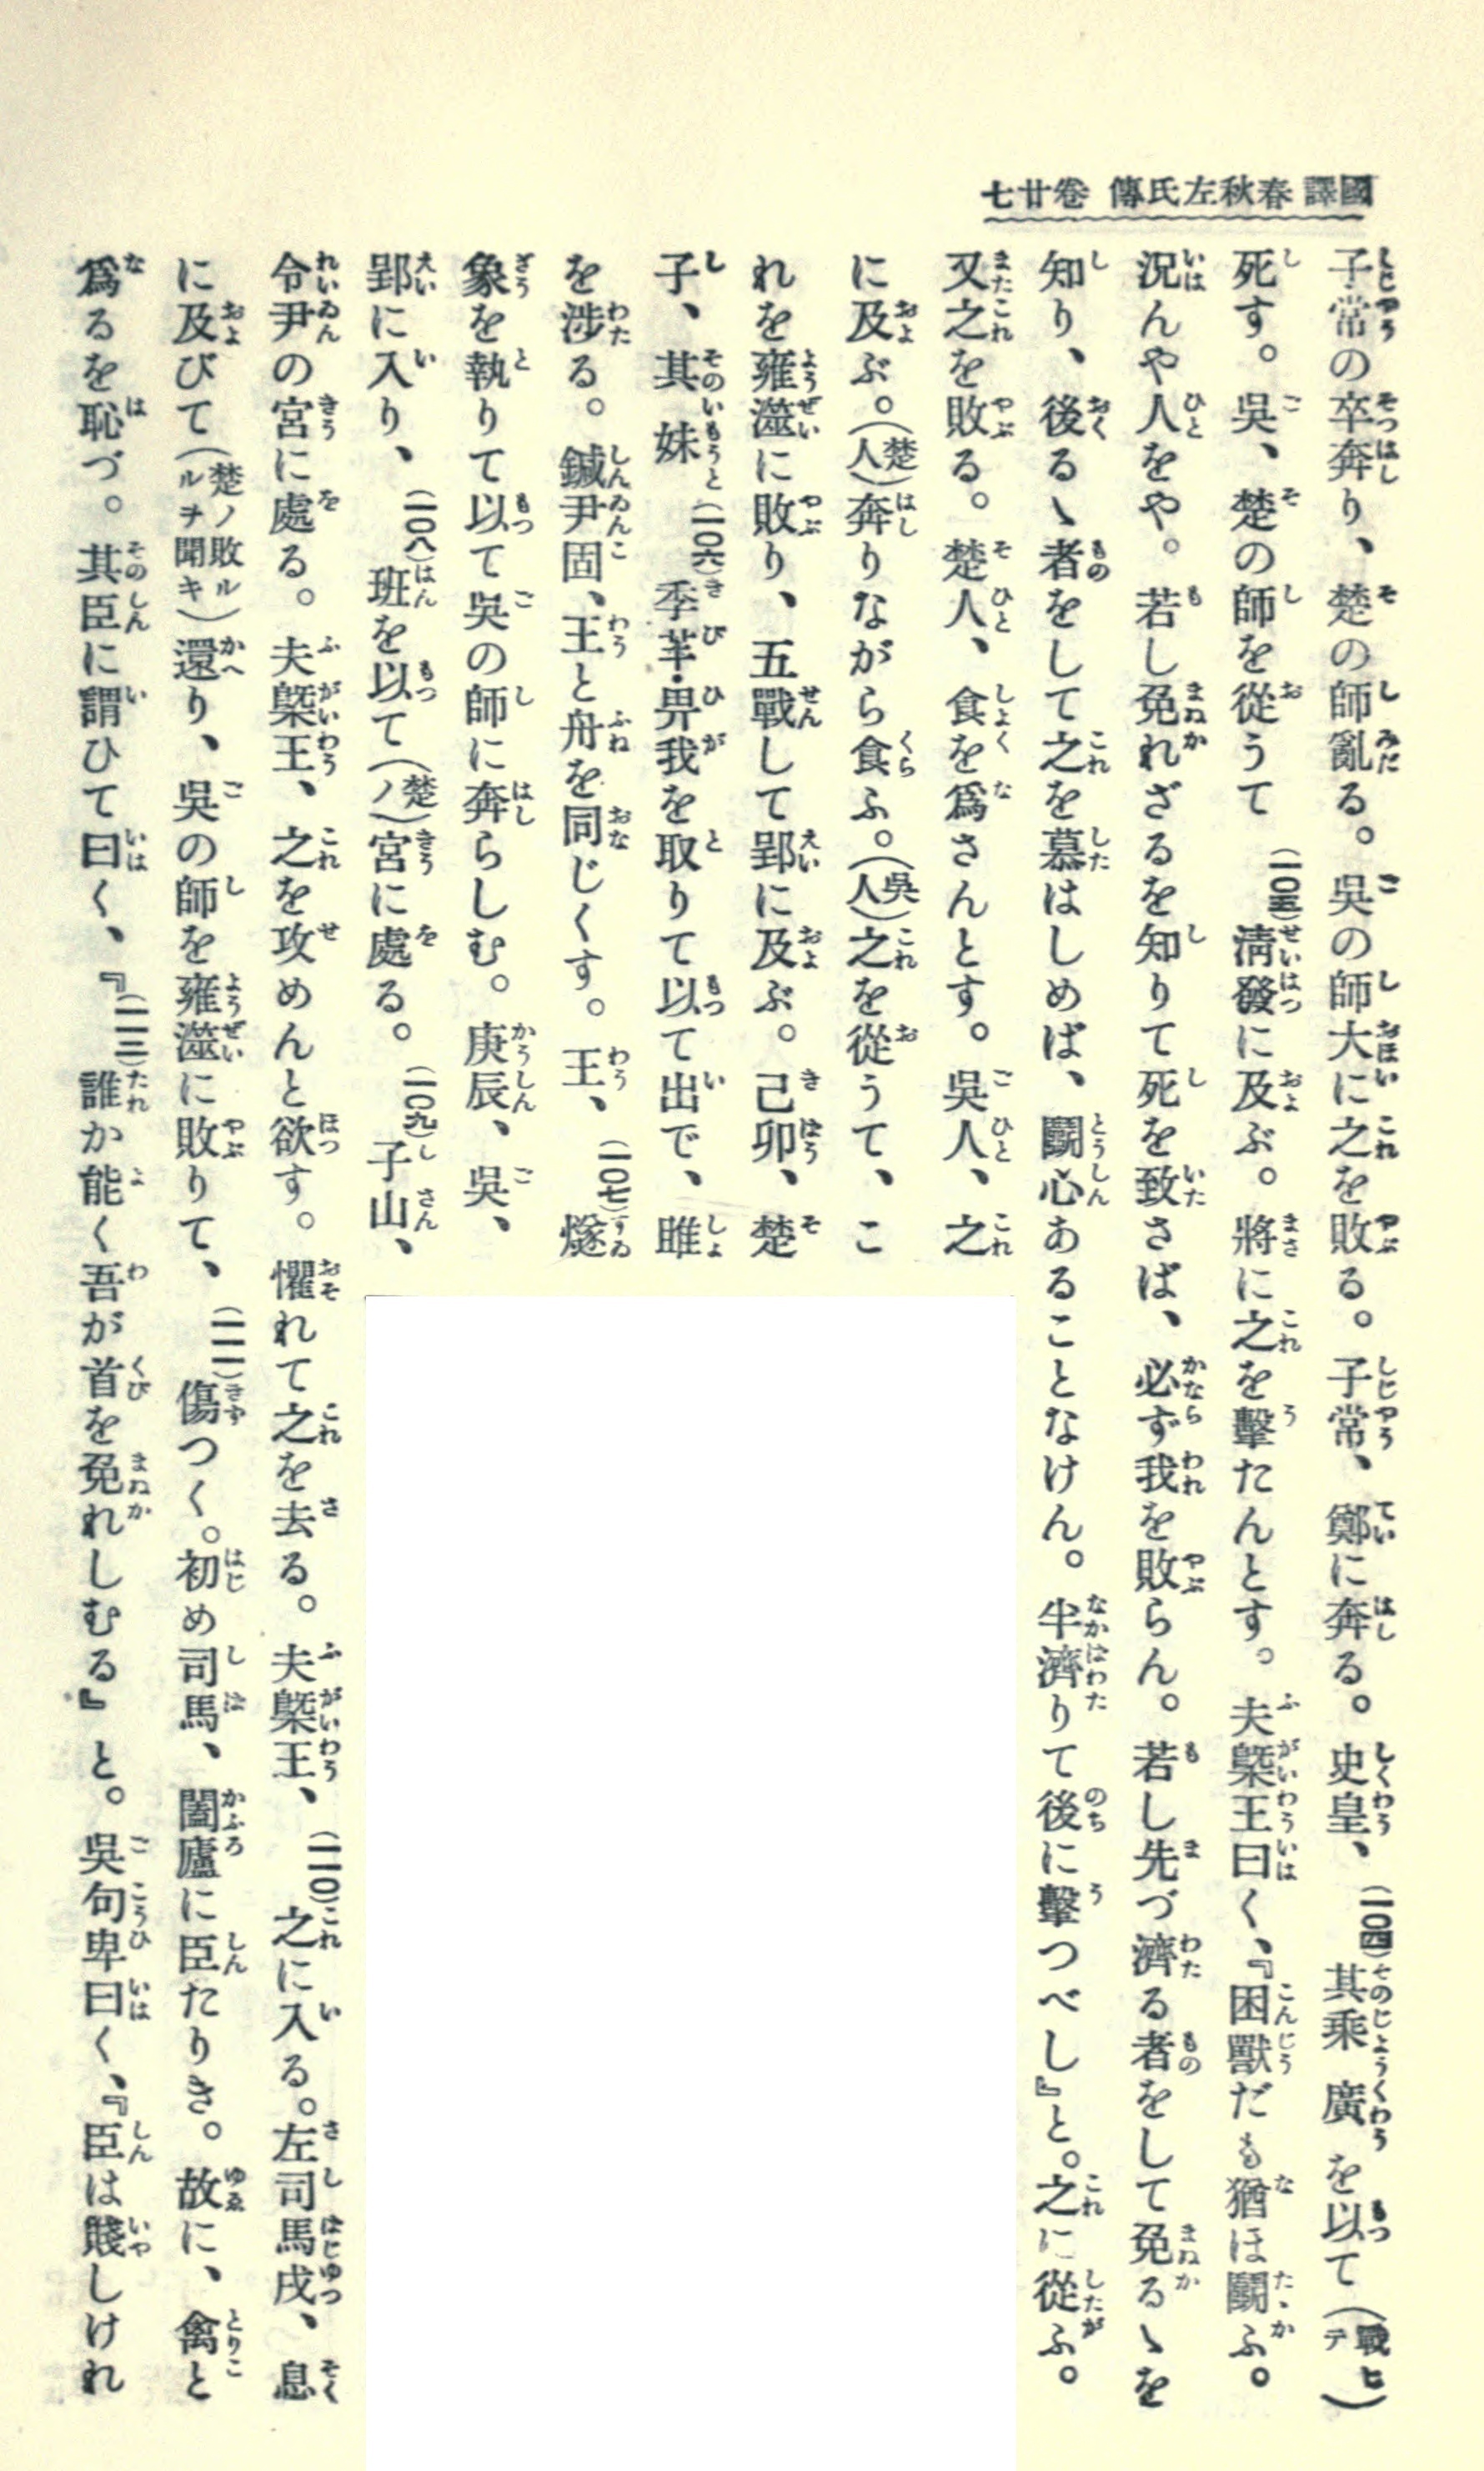 國譯春秋左氏傳 卷廿七
子常の卒奔り、楚の師亂る。吳の師大に之を敗る。子常、鄭に奔る。史皇、(一〇四)其乘廣を以て(戰ヒテ)
死す。吳、楚の師を從うて(一〇五)淸發に及ぶ。將に之を擊たんとす。夫槩王曰く、『困獸だも猶ほ鬪ふ。
況んや人をや。若し免れざるを知りて死を致さば、必ず我を敗らん。若し先づ濟る者をして免るゝを
知り、後るゝ者をして之を慕はしめば、鬪心あることなけん。半濟りて後に擊つべし』と。之に從ふ。
又之を敗る。楚人、食を爲さんとす。吳人、之
に及ぶ。(楚人)奔りながら食ふ。(吳人)之を從うて、こ
れを雍澨に敗り、五戰して郢に及ぶ。己卯、楚
子、其妹(一〇六)季羋・畀我を取りて以て出で、雎
を涉る。鍼尹固、王と舟を同じくす。王、(一〇七)燧
象を執りて以て吳の師に奔らしむ。庚辰、吳、
郢に入り、(一〇八)班を以て(楚ノ)宮に處る。(一〇九)子山、
令尹の宮に處る。夫槩王、之を攻めんと欲す。懼れて之を去る。夫槩王、(一一〇)之に入る。左司馬戌、息
に及びて(楚ノ敗ルルヲ聞キ)還り、吳の師を雍澨に敗りて、(一一一)傷つく。初め司馬、闔廬に臣たりき。故に、禽と
爲るを恥づ。其臣に謂ひて曰く、『(一一二)誰か能く吾が首を免れしむる』と。吳句卑曰く、『臣は賤しけれ